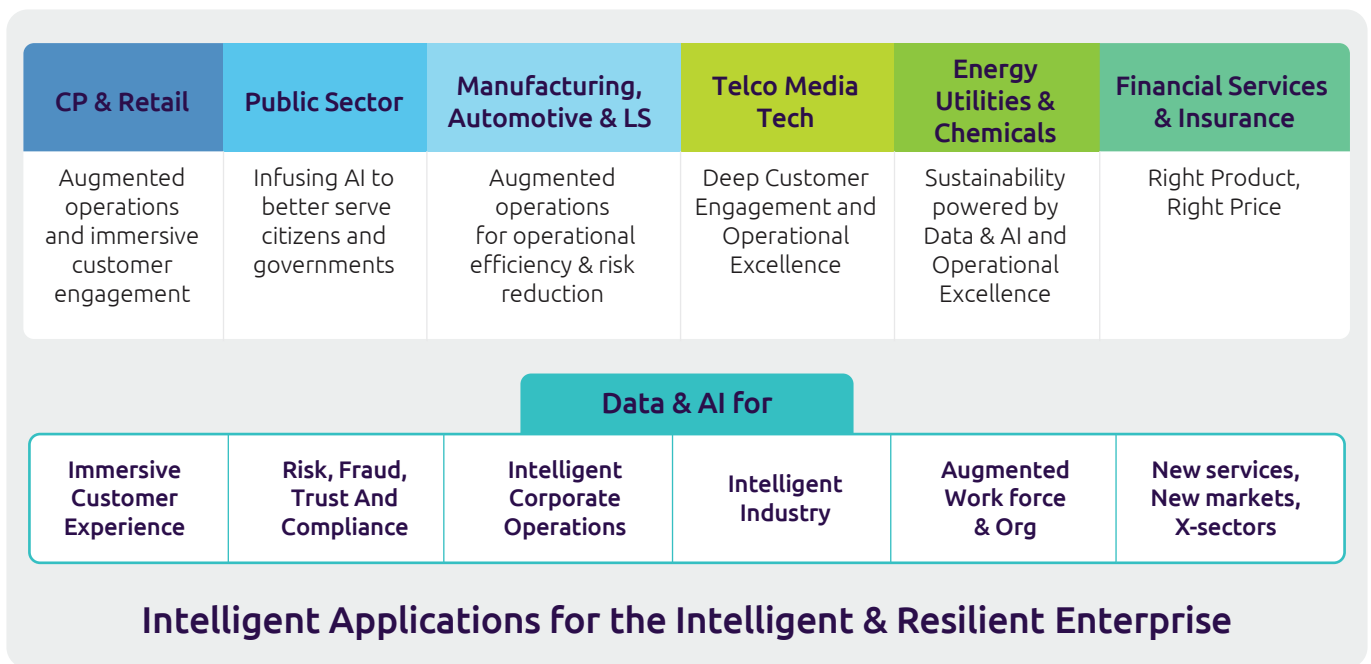 CP & Retail
Augmented
operations
and immersive
customer
engagement
Public Sector
Infusing AI to
better serve
citizens and
governments
Manufacturing,
Automotive & LS
Augmented
operations
for operational
efficiency & risk
reduction
Telco Media
Tech
Deep Customer
Engagement and
Operational
Excellence
Energy
Utilities &
Chemicals
Sustainability
powered by
Data & AI and
Operational
Excellence
Financial Services
& Insurance
Right Product,
Right Price
Data & AI for
Immersive
Customer
Experience
Risk, Fraud,
Trust And
Compliance
Intelligent
Corporate
Operations
Intelligent
Industry
Augmented
Work force
& Org
New services,
New markets,
X-sectors
Intelligent Applications for the Intelligent & Resilient Enterprise